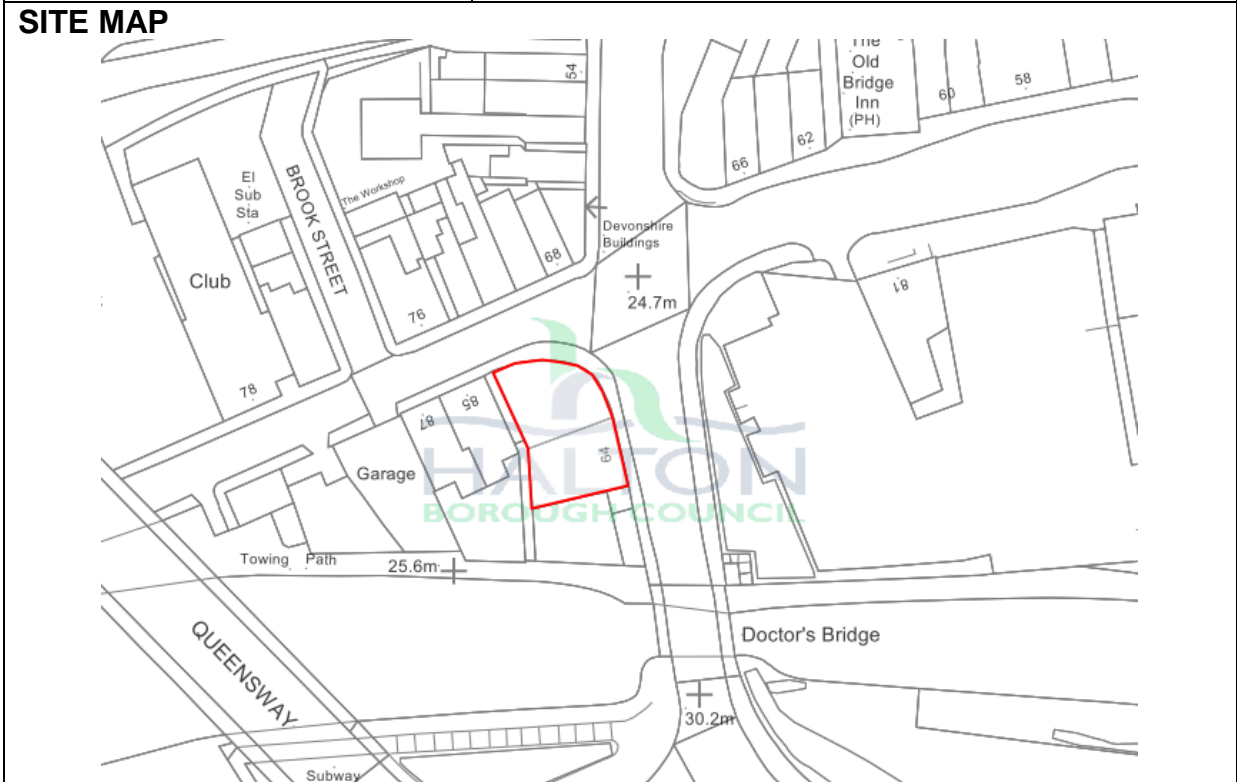 SITE MAP
54
The
Old
Bridge
Inn
(PH)
60
58
62
66
El
Sub
Sta
BROOK STREET
The Workshop
Devonshire
Buildings
68
24.7m
81
Club
76
78
85
87
64
Garage
HALTON
BOROUGH COUNCIL
Towing Path
25.6m
QUEENSWAY
Doctor's Bridge
30.2m
Subway